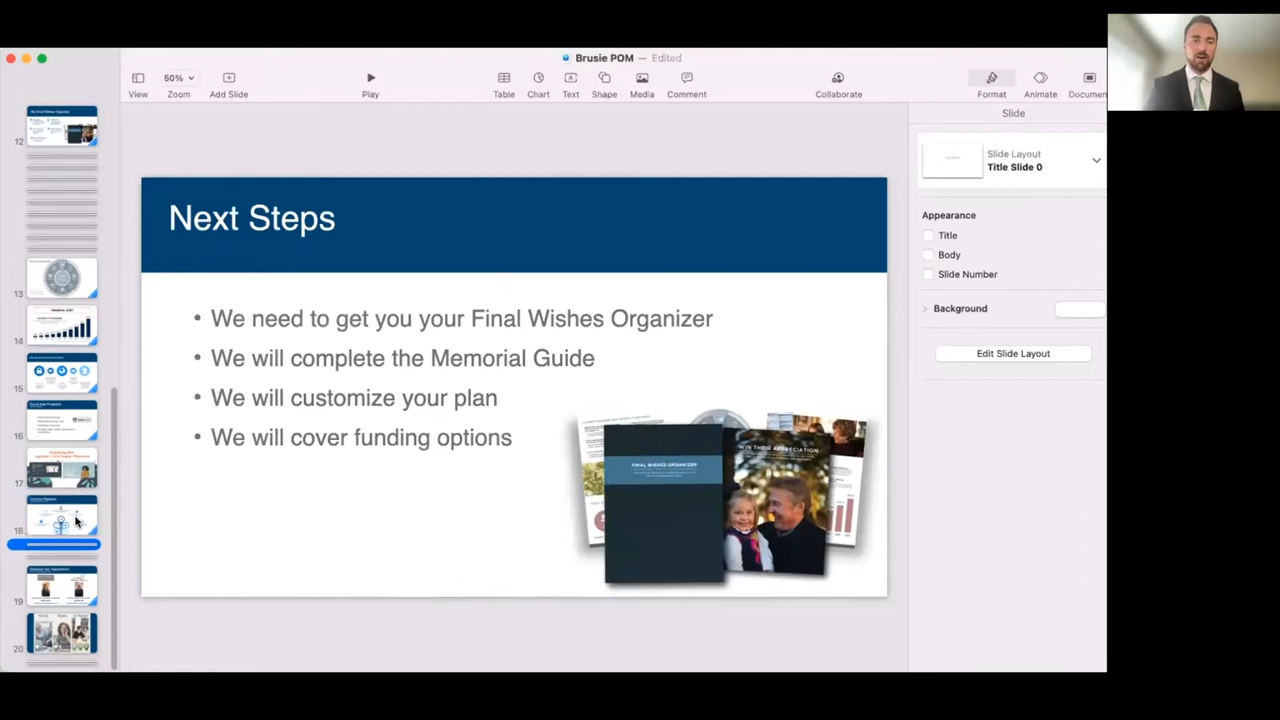 Brusie POM — Edited
50%
View
Zoom
Add Slide
Play
Table
Chart
Text
Shape
Media
Comment
Collaborate
Format
Animate
Documen
Slide
Slide Layout
Title Slide 0
Appearance
Title
Body
Slide Number
Background
Edit Slide Layout
12
13
14
15
16
17
18
19
20
Next Steps
• We need to get you your Final Wishes Organizer
• We will complete the Memorial Guide
• We will customize your plan
• We will cover funding options
FINAL WISHES ORGANIZER
WIN THEIR APPRECIATION